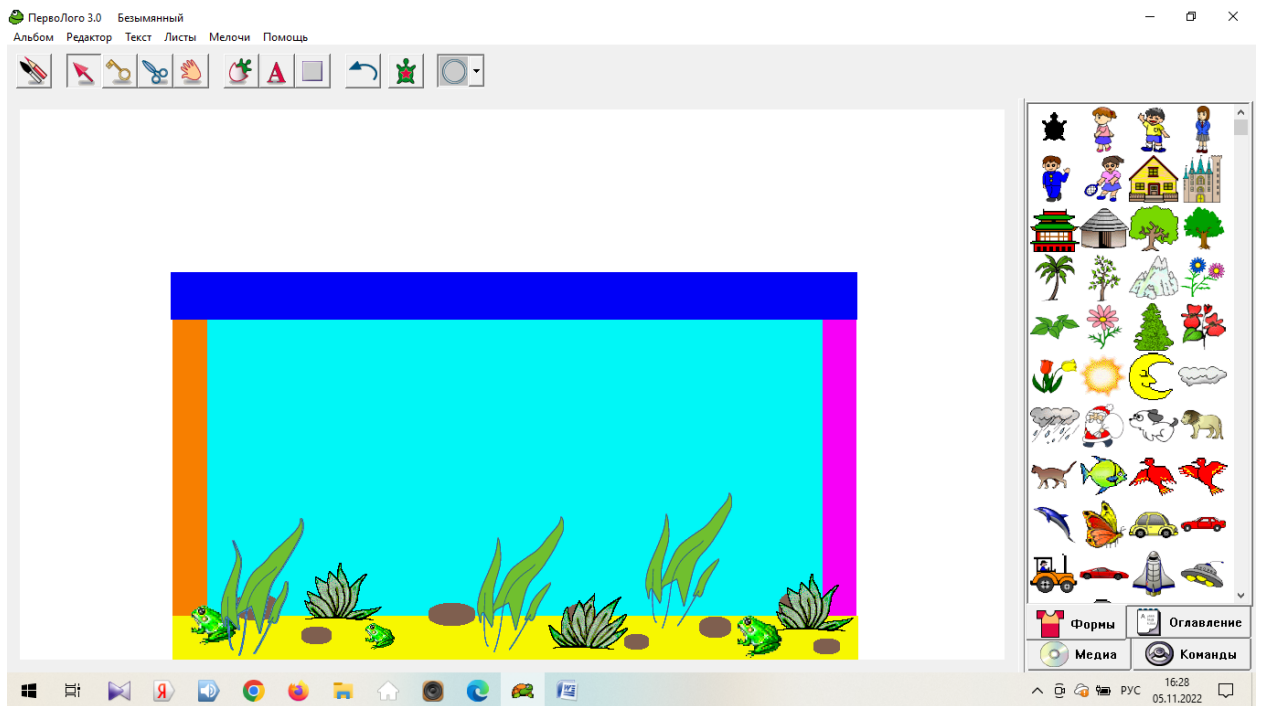 ПервоЛого 3.0 Безымянный
Альбом Редактор Текст Листы Мелочи Помощь
A
Формы Оглавление
Медиа Команды
Я
РУС 16:28
05.11.2022